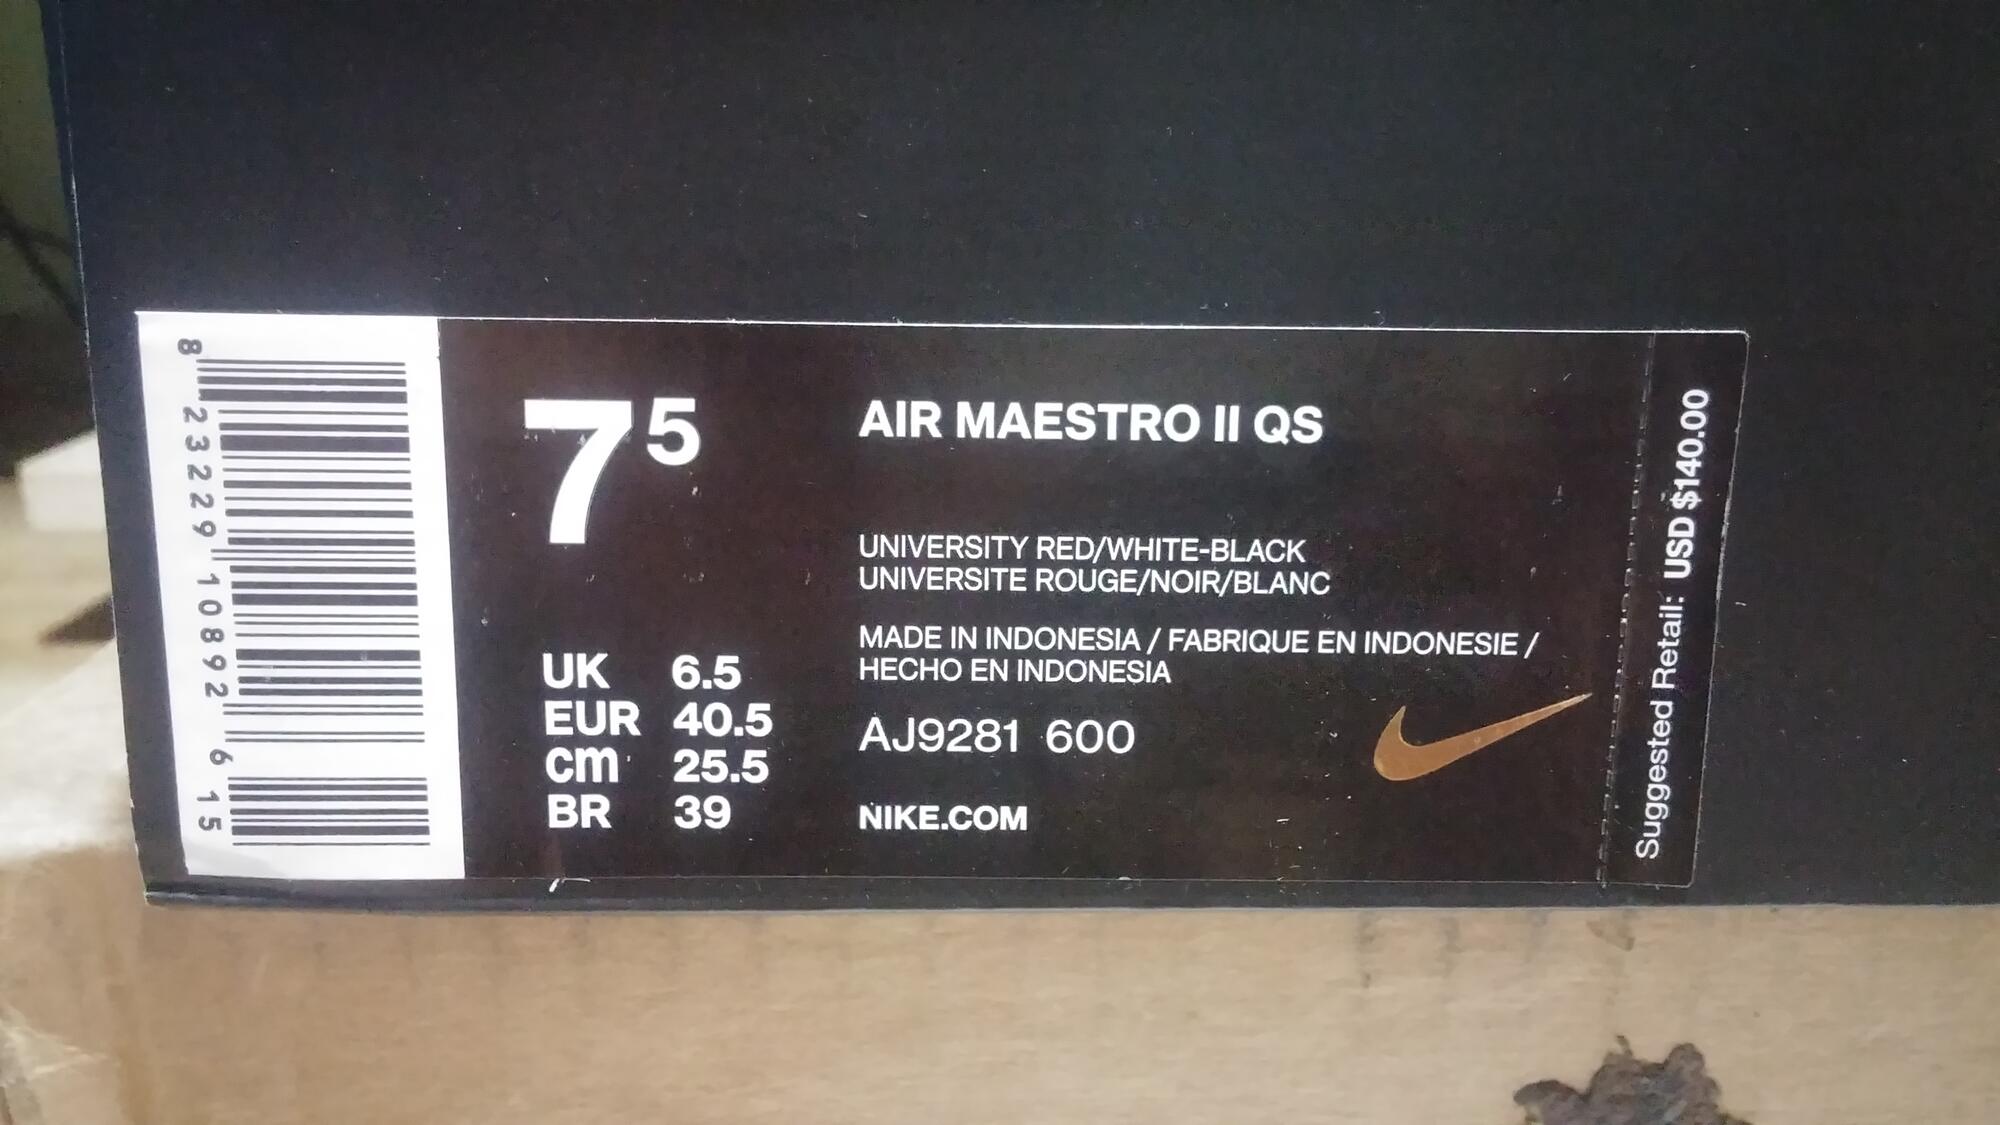 8 23229 10892 6 15
7 5
UK 6.5
EUR 40.5
cm 25.5
BR 39
AIR MAESTRO II QS
UNIVERSITY RED/WHITE-BLACK
UNIVERSITE ROUGE/NOIR/BLANC
MADE IN INDONESIA / FABRIQUE EN INDONESIE /
HECHO EN INDONESIA
AJ9281 600
NIKE.COM
Suggested Retail: USD $140.00